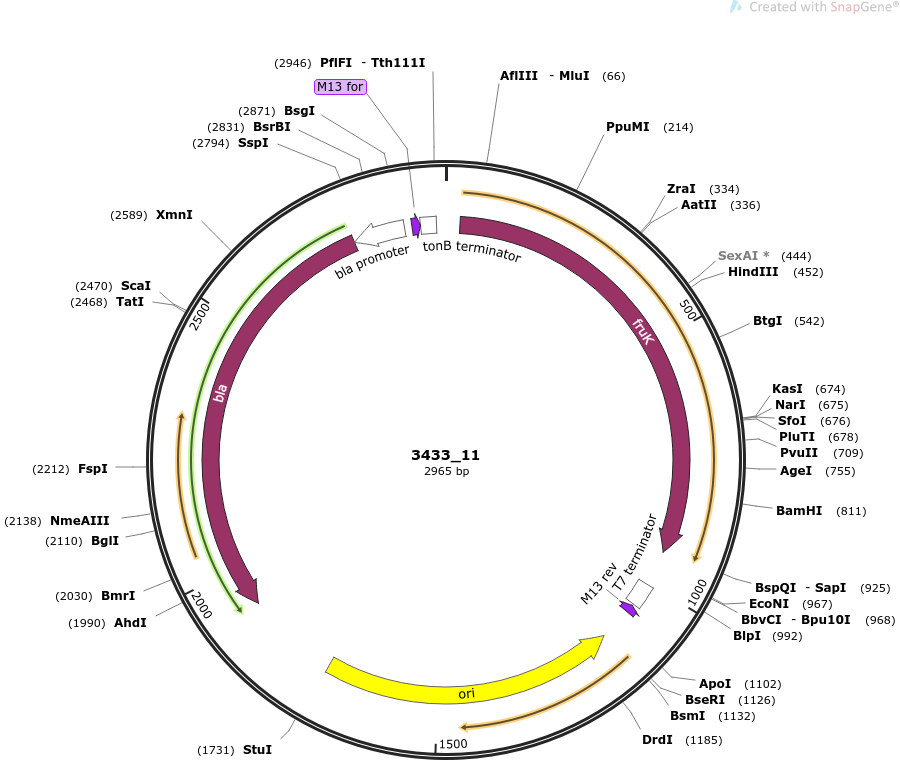 Created with SnapGene®
(2946) PflFI - Tth111I
M13 for
(2871) BsgI
(2831) BsrBI
(2794) SspI
AflIII - MluI (66)
PpuMI (214)
ZraI (334)
AatII (336)
SexAI * (444)
HindIII (452)
BtgI (542)
KasI (674)
NarI (675)
SfoI (676)
PluTI (678)
PvuII (709)
AgeI (755)
BamHI (811)
BspQI - SapI (925)
EcoNI (967)
BbvCI - Bpu10I (968)
BlpI (992)
ApoI (1102)
BseRI (1126)
BsmI (1132)
DrdI (1185)
(1731) StuI
(1990) AhdI
(2030) BmrI
(2110) BglI
(2138) NmeAIII
(2212) FspI
(2468) TatI
(2470) ScaI
(2589) XmnI
bla promoter
tonB terminator
fruK
bla
500
1000
1500
2000
2500
M13 rev
T7 terminator
ori
3433_11
2965 bp